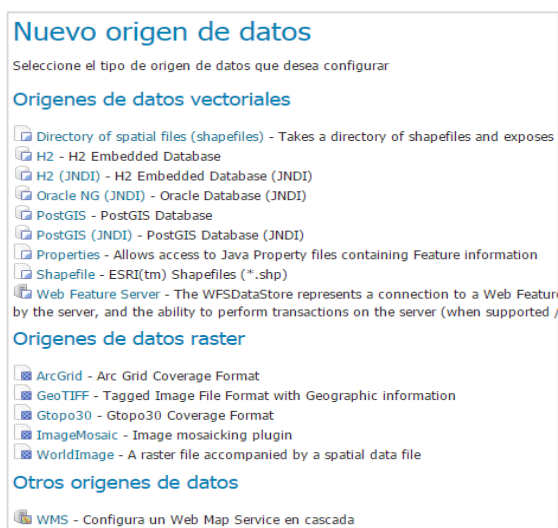 Nuevo origen de datos
Seleccione el tipo de origen de datos que desea configurar
Origenes de datos vectoriales
Directory of spatial files (shapefiles) - Takes a directory of shapefiles and exposes
H2 - H2 Embedded Database
H2 (JNDI) - H2 Embedded Database (JNDI)
Oracle NG (JNDI) - Oracle Database (JNDI)
PostGIS - PostGIS Database
PostGIS (JNDI) - PostGIS Database (JNDI)
Properties - Allows access to Java Property files containing Feature information
Shapefile - ESRI(tm) Shapefiles (*.shp)
Web Feature Server - The WFSDataStore represents a connection to a Web Feature
by the server, and the ability to perform transactions on the server (when supported /
Origenes de datos raster
ArcGrid - Arc Grid Coverage Format
GeoTIFF - Tagged Image File Format with Geographic information
Gtopo30 - Gtopo30 Coverage Format
ImageMosaic - Image mosaicking plugin
WorldImage - A raster file accompanied by a spatial data file
Otros origenes de datos
WMS - Configura un Web Map Service en cascada